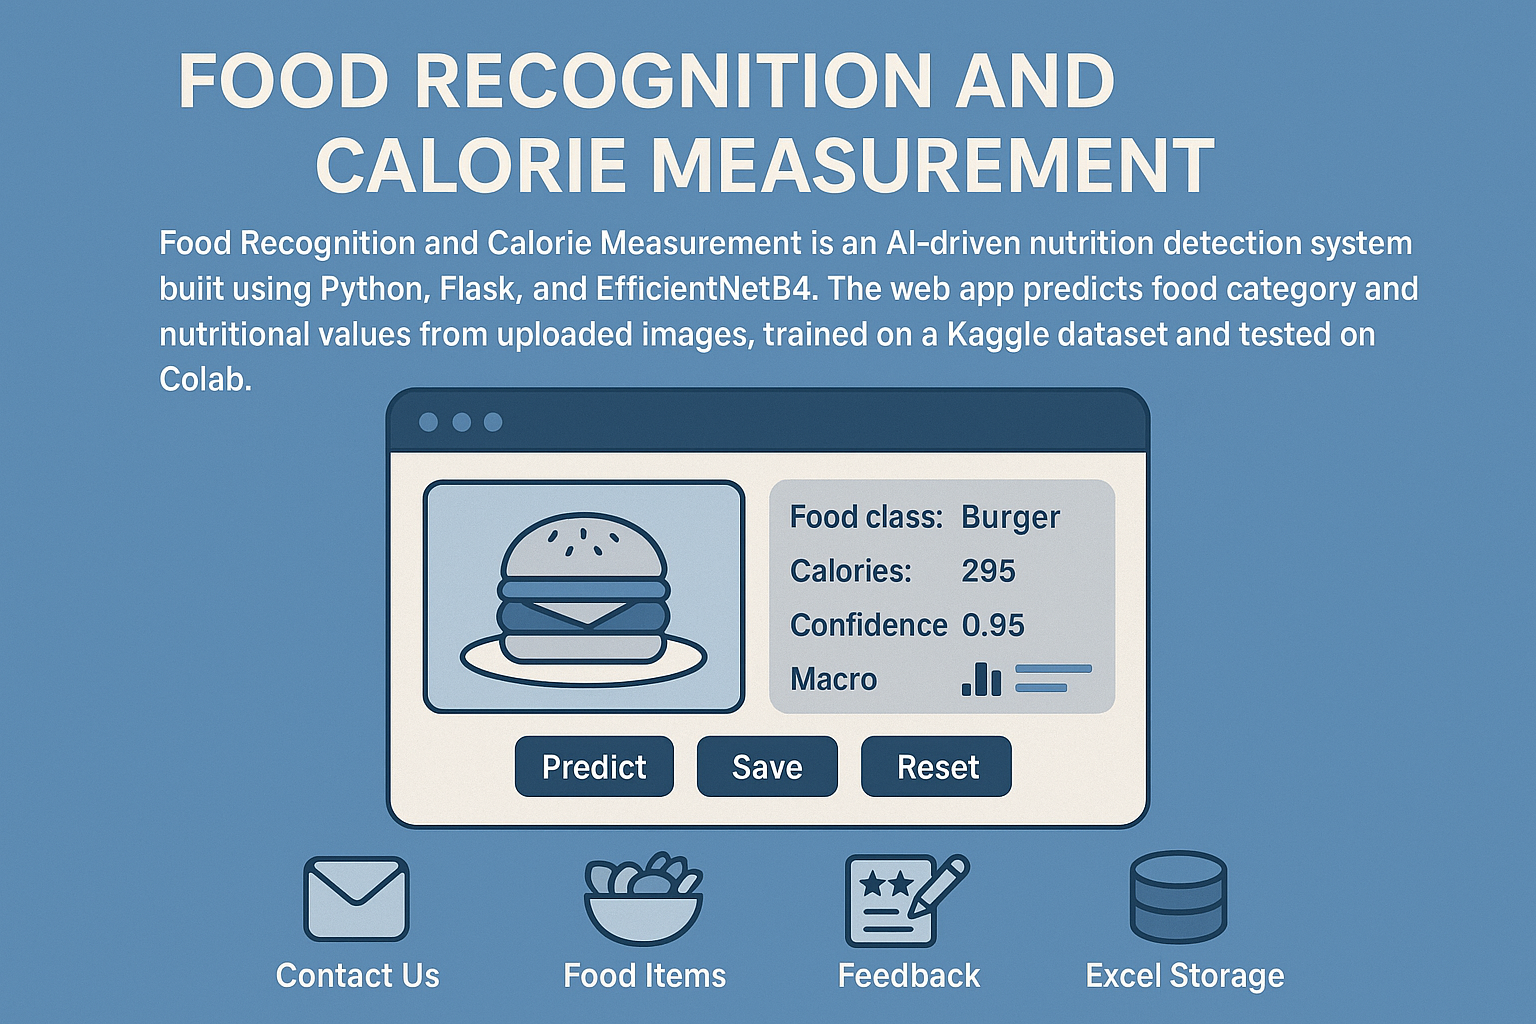 FOOD RECOGNITION AND
CALORIE MEASUREMENT
Food Recognition and Calorie Measurement is an AI-driven nutrition detection system
buiit using Python, Flask, and EfficientNetB4. The web app predicts food category and
nutritional values from uploaded images, trained on a Kaggle dataset and tested on
Colab.
Food class: Burger
Calories: 295
Confidence 0.95
Macro
Predict Save Reset
Contact Us Food Items Feedback Excel Storage